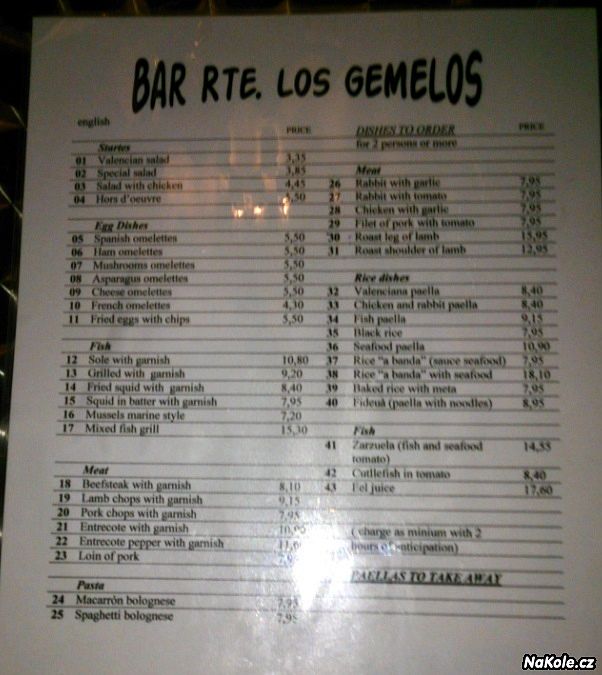 BAR RTE. LOS GEMELOS
english
PRICE
Startes
01 Valencian salad 3,35
02 Special salad 3,85
03 Salad with chicken 4,45
04 Hors d'oeuvre
Egg Dishes
05 Spanish omelettes 5,50
06 Ham omelettes 5,50
07 Mushrooms omelettes 5,50
08 Asparagus omelettes 5,50
09 Cheese omelettes 5,50
10 French omelettes 4,30
11 Fried eggs with chips 5,50
Fish
12 Sole with garnish 10,80
13 Grilled with garnish 9,20
14 Fried squid with garnish 8,40
15 Squid in batter with garnish 7,95
16 Mussels marine style 7,20
17 Mixed fish grill 15,30
Meat
18 Beefsteak with garnish 8,10
19 Lamb chops with garnish 9,15
20 Pork chops with garnish 7,95
21 Entrecote with garnish
22 Entrecote pepper with garnish
23 Loin of pork
Pasta
24 Macarrón bolognese 7,95
25 Spaghetti bolognese 7,95
DISHES TO ORDER PRICE
for 2 persons or more
Meat
26 Rabbit with garlic 7,95
27 Rabbit with tomato 7,95
28 Chicken with garlic 7,95
29 Filet of pork with tomato 7,95
30 Roast leg of lamb 15,95
31 Roast shoulder of lamb 12,95
Rice dishes
32 Valenciana paella 8,40
33 Chicken and rabbit paella 8,40
34 Fish paella 9,15
35 Black rice 7,95
36 Seafood paella 10,90
37 Rice "a banda" (sauce seafood) 7,95
38 Rice "a banda" with seafood 18,10
39 Baked rice with meta 7,95
40 Fideuà (paella with noodles) 8,95
Fish
41 Zarzuela (fish and seafood 14,55
tomato)
42 Cuttlefish in tomato 8,40
43 Eel juice 17,60
( charge as minium with 2
hours of anticipation)
PAELLAS TO TAKE AWAY
NaKole.cz